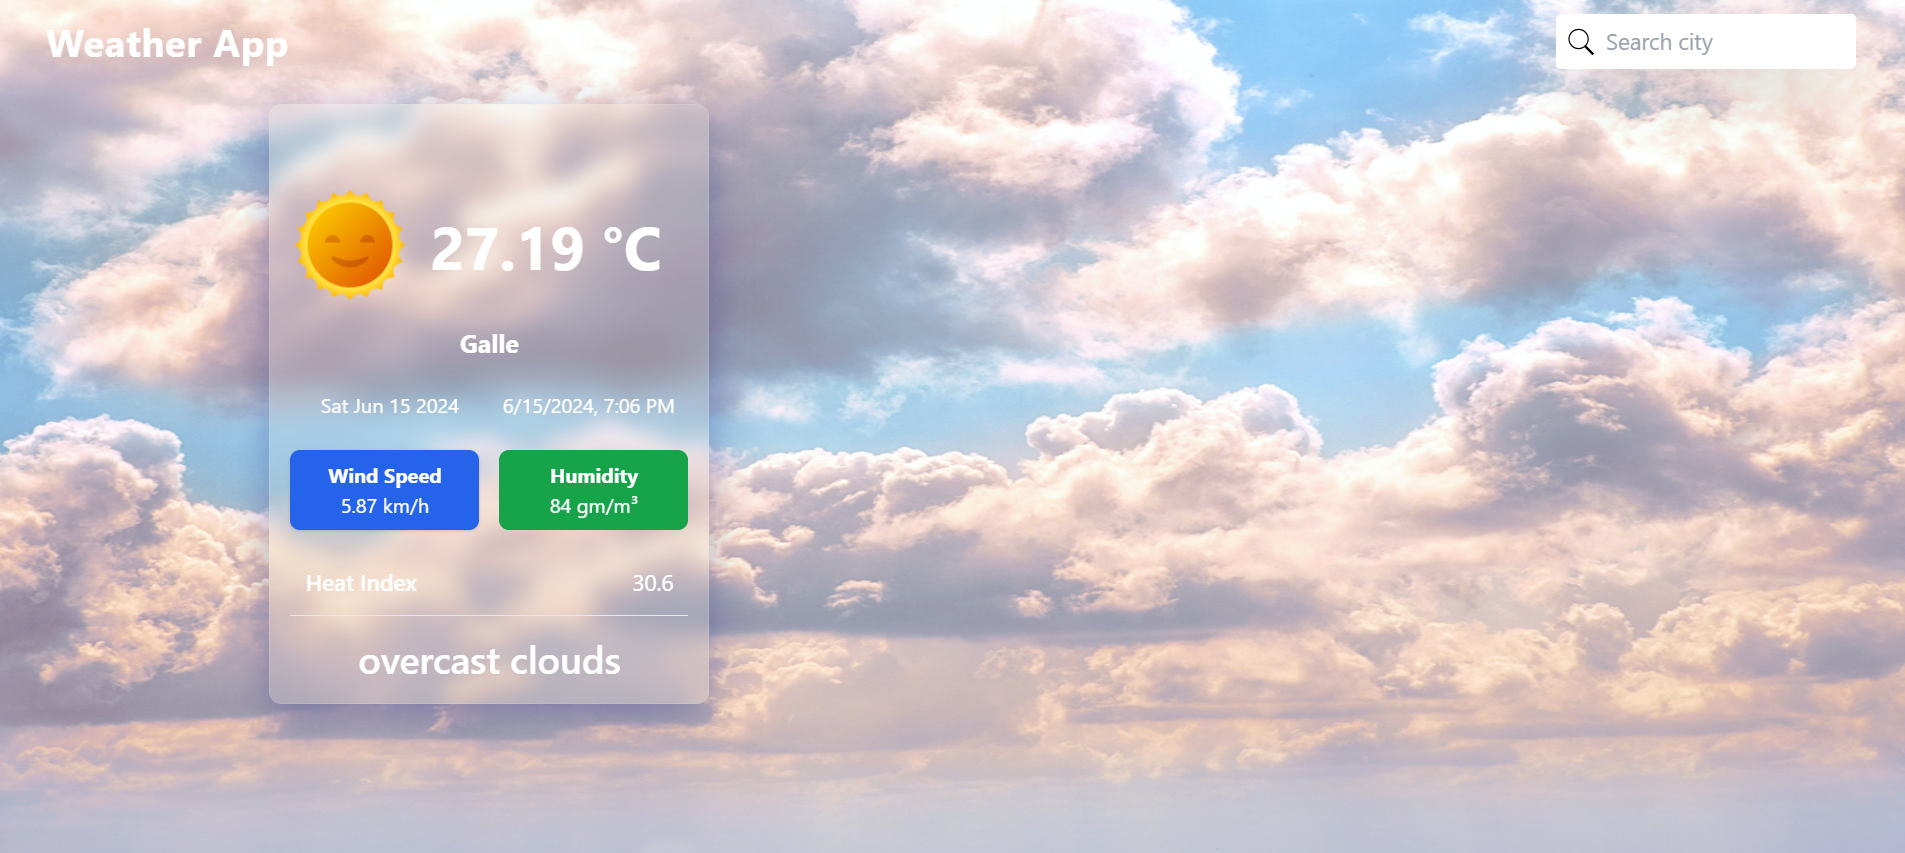 Weather App
Search city
27.19 °C
Galle
Sat Jun 15 2024 6/15/2024, 7:06 PM
Wind Speed
5.87 km/h
Humidity
84 gm/m³
Heat Index 30.6
overcast clouds